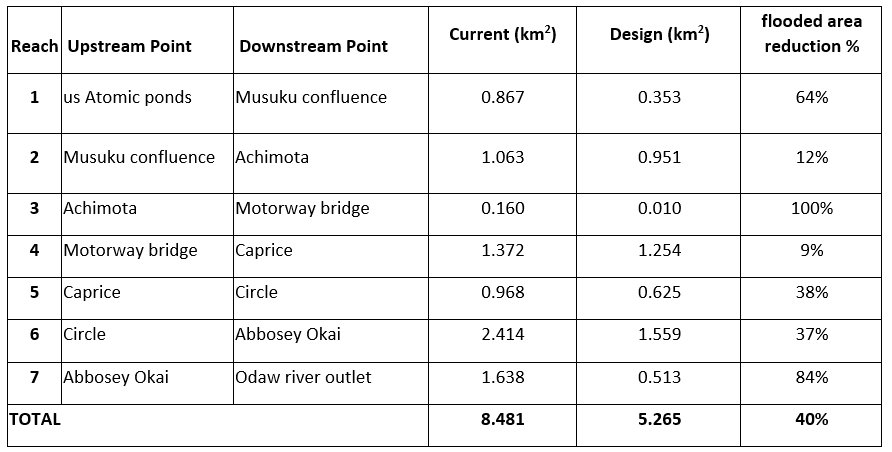 Reach Upstream Point Downstream Point Current (km²) Design (km²) flooded area reduction %
1 us Atomic ponds Musuku confluence 0.867 0.353 64%
2 Musuku confluence Achimota 1.063 0.951 12%
3 Achimota Motorway bridge 0.160 0.010 100%
4 Motorway bridge Caprice 1.372 1.254 9%
5 Caprice Circle 0.968 0.625 38%
6 Circle Abbosey Okai 2.414 1.559 37%
7 Abbosey Okai Odaw river outlet 1.638 0.513 84%
TOTAL 8.481 5.265 40%